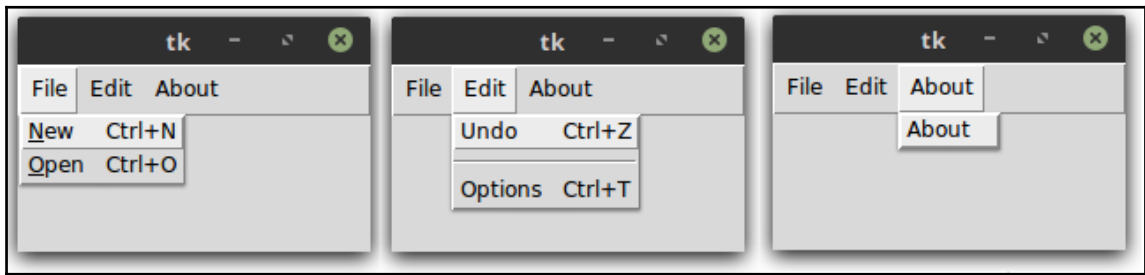 tk
File Edit About
New Ctrl+N
Open Ctrl+O
tk
File Edit About
Undo Ctrl+Z
Options Ctrl+T
tk
File Edit About
About